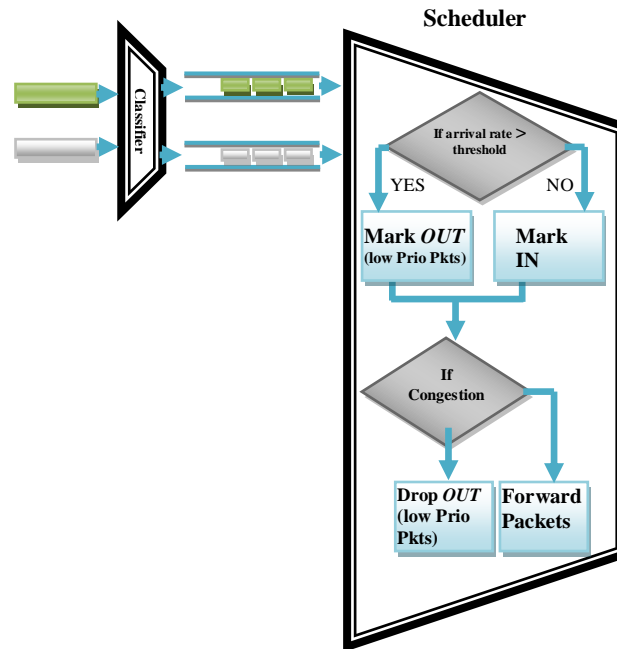 Scheduler
Classifier
If arrival rate >
threshold
YES
NO
Mark OUT
(low Prio Pkts)
Mark
IN
If
Congestion
Drop OUT
(low Prio
Pkts)
Forward
Packets